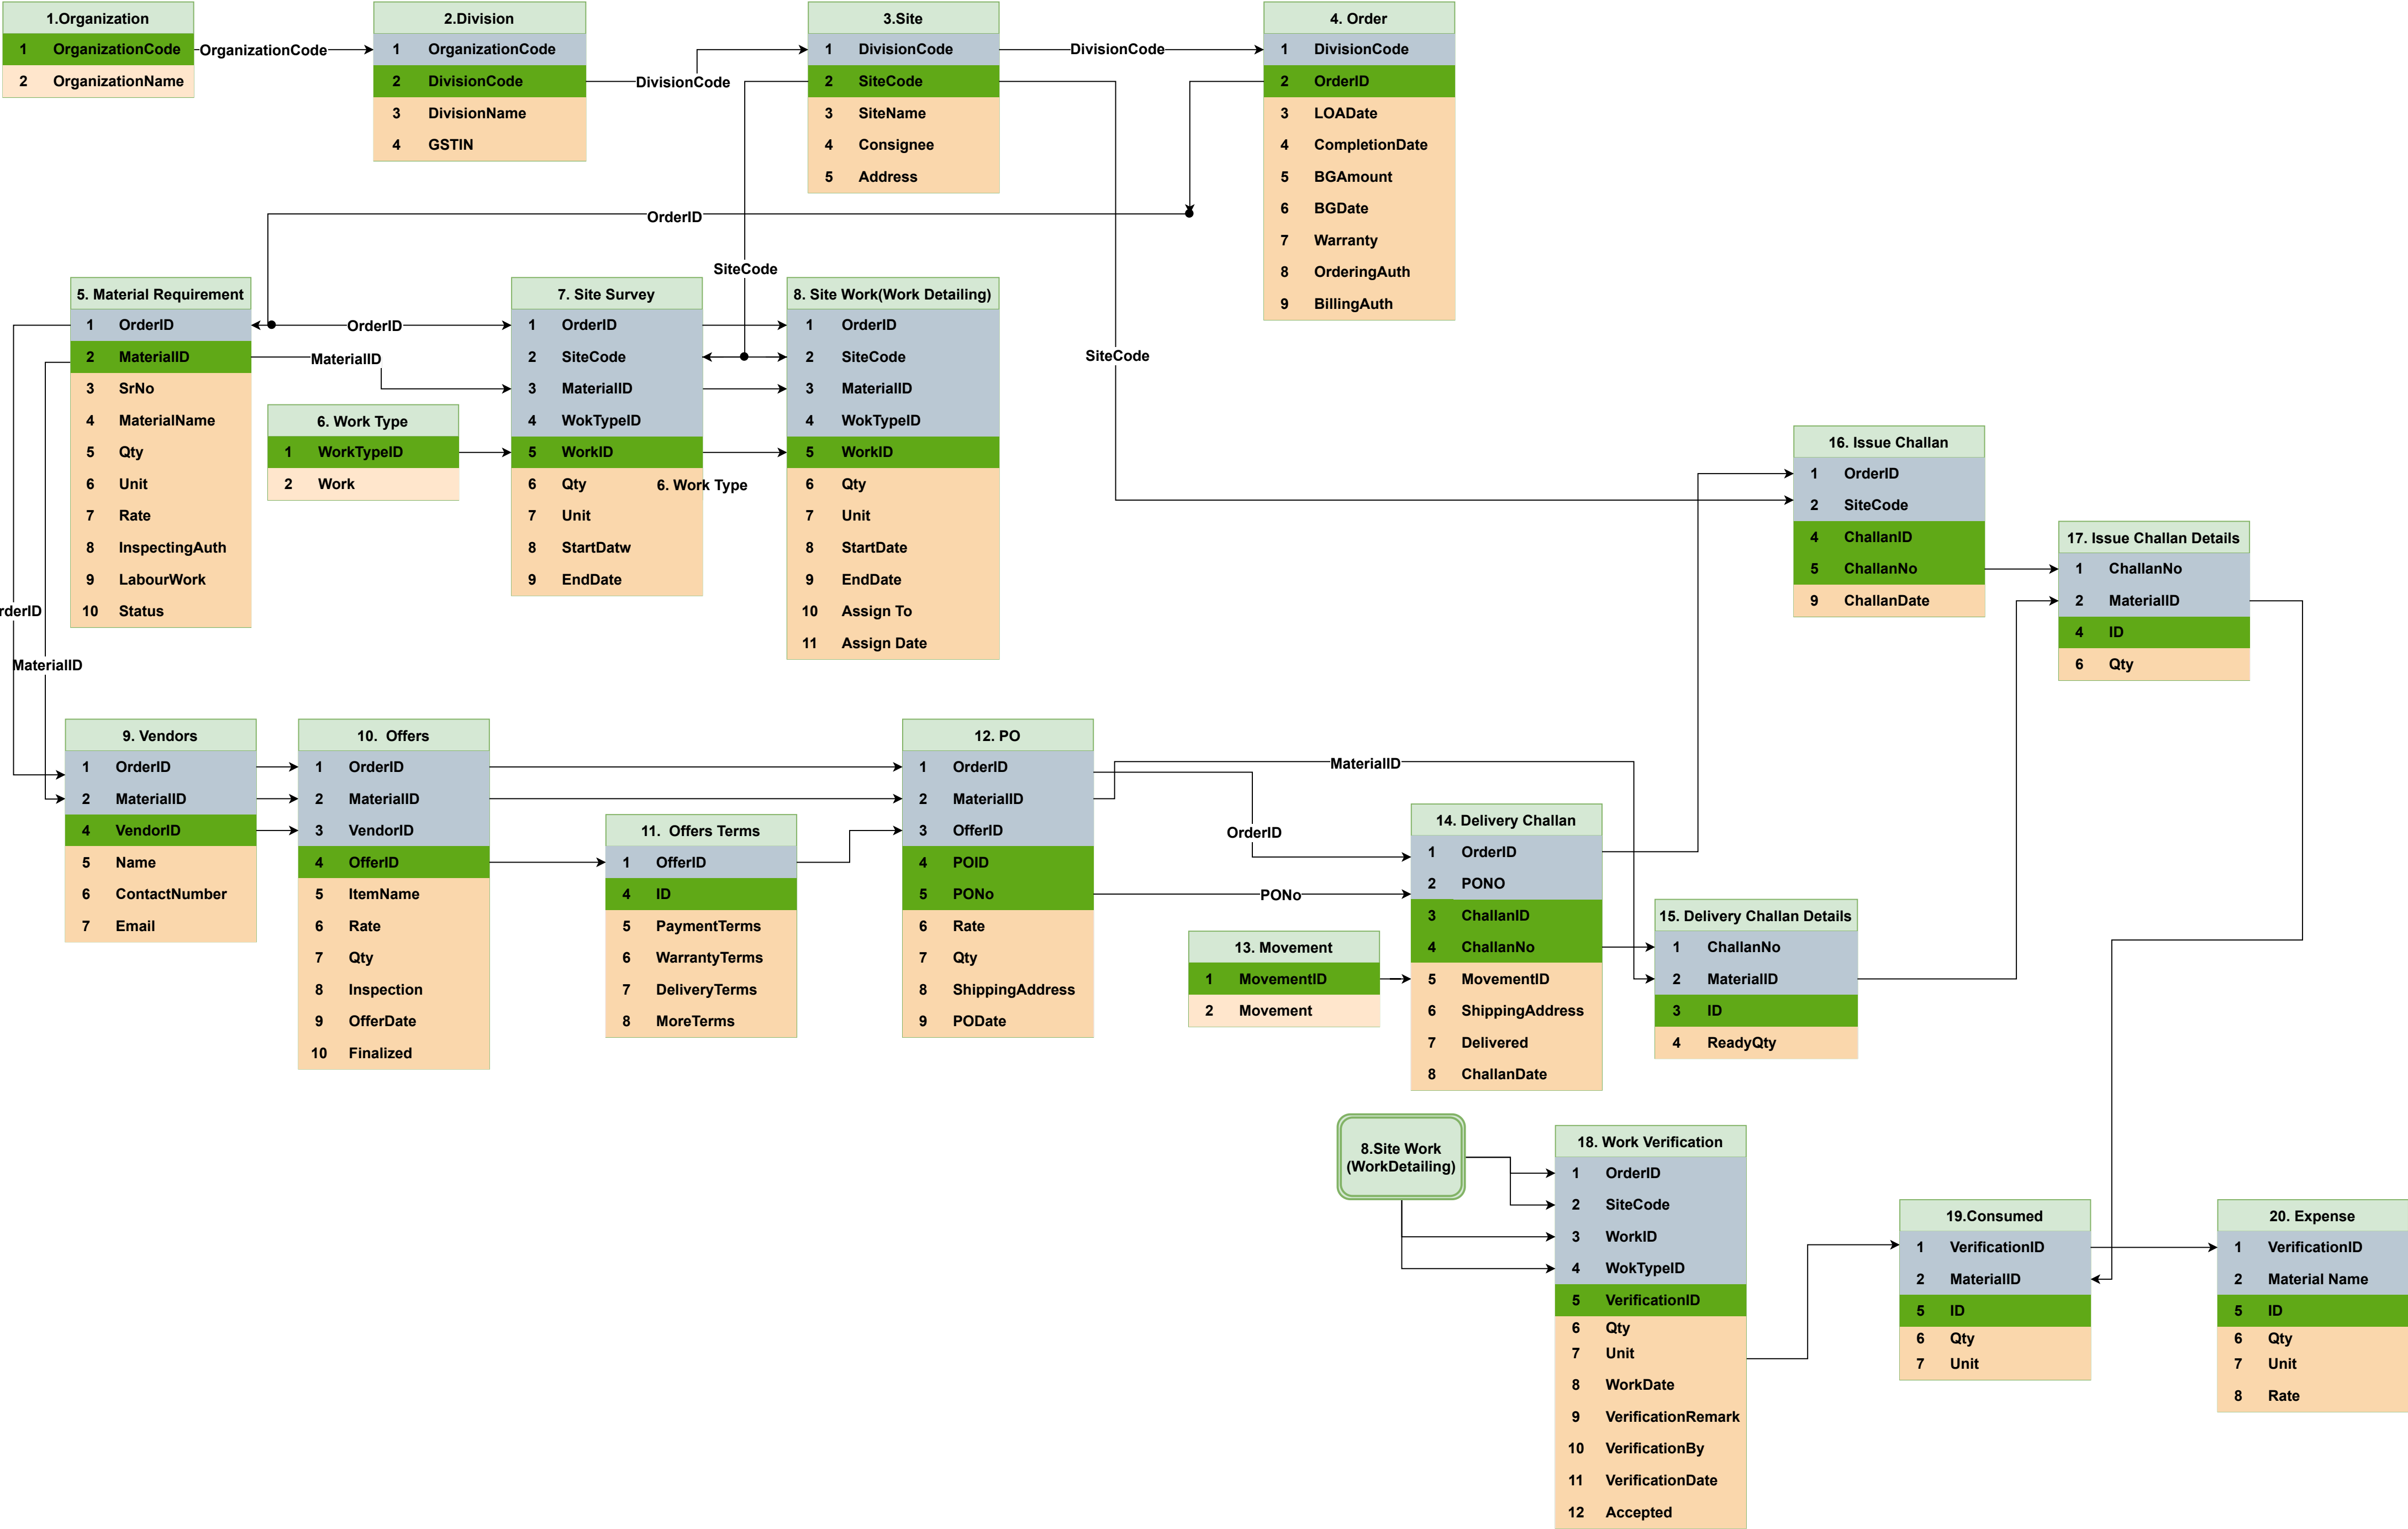 1.Organization
1 OrganizationCode
2 OrganizationName
OrganizationCode
2.Division
1 OrganizationCode
2 DivisionCode
3 DivisionName
4 GSTIN
DivisionCode
3.Site
1 DivisionCode
2 SiteCode
3 SiteName
4 Consignee
5 Address
DivisionCode
4. Order
1 DivisionCode
2 OrderID
3 LOADate
4 CompletionDate
5 BGAmount
6 BGDate
7 Warranty
8 OrderingAuth
9 BillingAuth
OrderID
SiteCode
SiteCode
5. Material Requirement
1 OrderID
2 MaterialID
3 SrNo
4 MaterialName
5 Qty
6 Unit
7 Rate
8 InspectingAuth
9 LabourWork
10 Status
OrderID
MaterialID
6. Work Type
1 WorkTypeID
2 Work
7. Site Survey
1 OrderID
2 SiteCode
3 MaterialID
4 WokTypeID
5 WorkID
6 Qty
7 Unit
8 StartDatw
9 EndDate
6. Work Type
8. Site Work(Work Detailing)
1 OrderID
2 SiteCode
3 MaterialID
4 WokTypeID
5 WorkID
6 Qty
7 Unit
8 StartDate
9 EndDate
10 Assign To
11 Assign Date
16. Issue Challan
1 OrderID
2 SiteCode
4 ChallanID
5 ChallanNo
9 ChallanDate
17. Issue Challan Details
1 ChallanNo
2 MaterialID
4 ID
6 Qty
rderID
MaterialID
9. Vendors
1 OrderID
2 MaterialID
4 VendorID
5 Name
6 ContactNumber
7 Email
10. Offers
1 OrderID
2 MaterialID
3 VendorID
4 OfferID
5 ItemName
6 Rate
7 Qty
8 Inspection
9 OfferDate
10 Finalized
11. Offers Terms
1 OfferID
4 ID
5 PaymentTerms
6 WarrantyTerms
7 DeliveryTerms
8 MoreTerms
12. PO
1 OrderID
2 MaterialID
3 OfferID
4 POID
5 PONo
6 Rate
7 Qty
8 ShippingAddress
9 PODate
MaterialID
OrderID
PONo
13. Movement
1 MovementID
2 Movement
14. Delivery Challan
1 OrderID
2 PONO
3 ChallanID
4 ChallanNo
5 MovementID
6 ShippingAddress
7 Delivered
8 ChallanDate
15. Delivery Challan Details
1 ChallanNo
2 MaterialID
3 ID
4 ReadyQty
8.Site Work
(WorkDetailing)
18. Work Verification
1 OrderID
2 SiteCode
3 WorkID
4 WokTypeID
5 VerificationID
6 Qty
7 Unit
8 WorkDate
9 VerificationRemark
10 VerificationBy
11 VerificationDate
12 Accepted
19.Consumed
1 VerificationID
2 MaterialID
5 ID
6 Qty
7 Unit
20. Expense
1 VerificationID
2 Material Name
5 ID
6 Qty
7 Unit
8 Rate